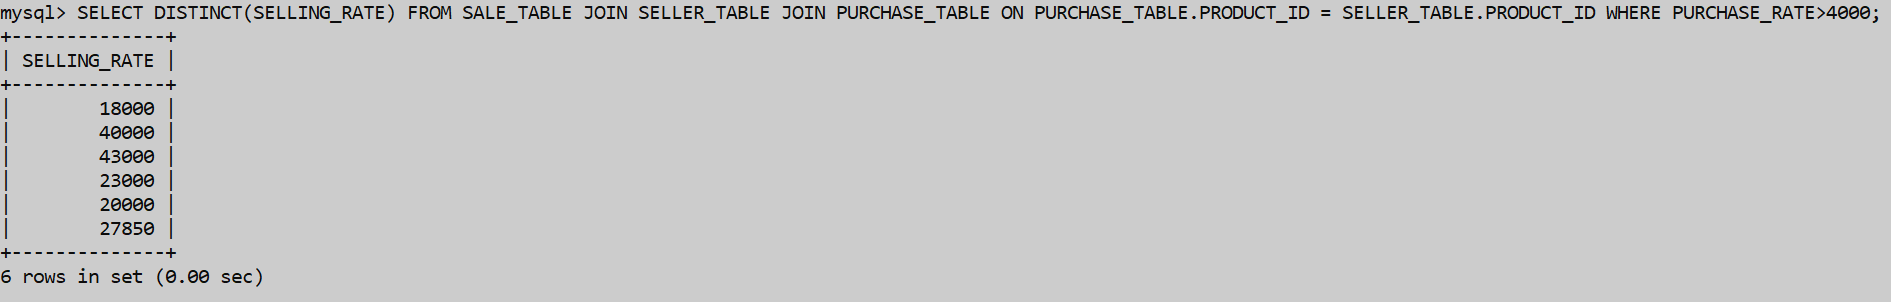 mysql> SELECT DISTINCT(SELLING_RATE) FROM SALE_TABLE JOIN SELLER_TABLE JOIN PURCHASE_TABLE ON PURCHASE_TABLE.PRODUCT_ID = SELLER_TABLE.PRODUCT_ID WHERE PURCHASE_RATE>4000;
+--------------+
| SELLING_RATE |
+--------------+
|        18000 |
|        40000 |
|        43000 |
|        23000 |
|        20000 |
|        27850 |
+--------------+
6 rows in set (0.00 sec)